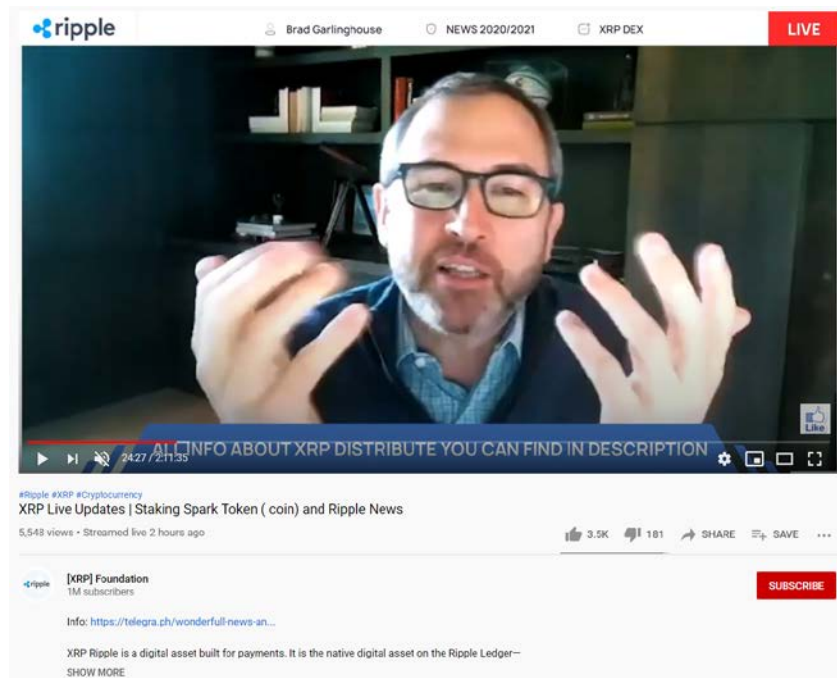 ripple
Brad Garlinghouse
NEWS 2020/2021
XRP DEX
LIVE
Like
INFO ABOUT XRP DISTRIBUTE YOU CAN FIND IN DESCRIPTION
24:27 / 2:11:35
#Ripple #XRP #Cryptocurrency
XRP Live Updates | Staking Spark Token ( coin) and Ripple News
5,548 views • Streamed live 2 hours ago
3.5K 181 SHARE SAVE
ripple
[XRP] Foundation
1M subscribers
SUBSCRIBE
Info: https://telegra.ph/wonderfull-news-an...
XRP Ripple is a digital asset built for payments. It is the native digital asset on the Ripple Ledger—
SHOW MORE